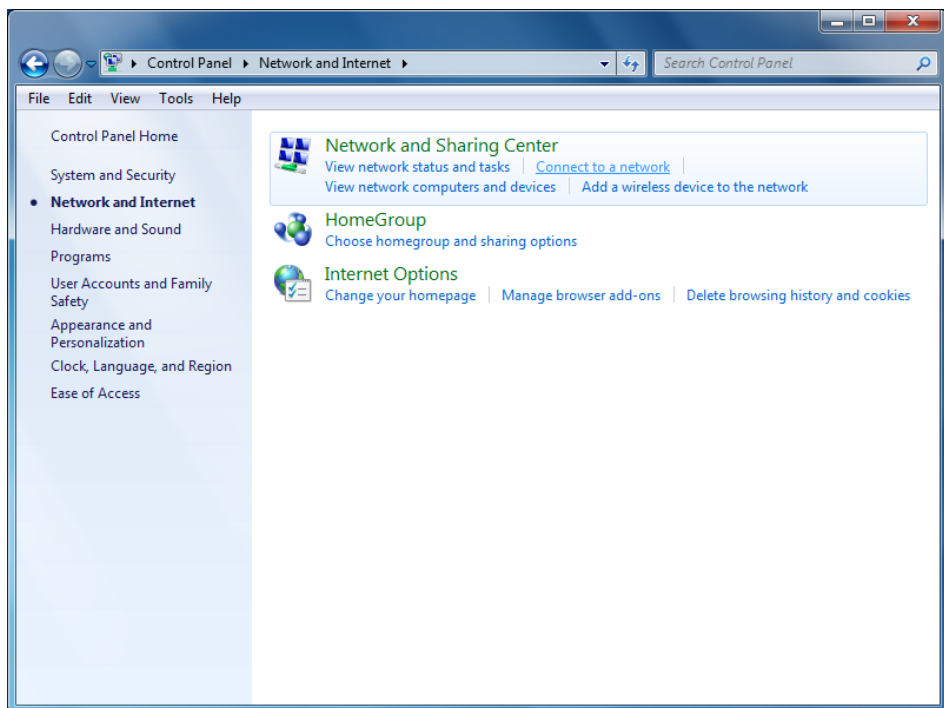 Control Panel Network and Internet
Search Control Panel
File Edit View Tools Help
Control Panel Home
System and Security
Network and Internet
Hardware and Sound
Programs
User Accounts and Family
Safety
Appearance and
Personalization
Clock, Language, and Region
Ease of Access
Network and Sharing Center
View network status and tasks Connect to a network
View network computers and devices Add a wireless device to the network
HomeGroup
Choose homegroup and sharing options
Internet Options
Change your homepage Manage browser add-ons Delete browsing history and cookies